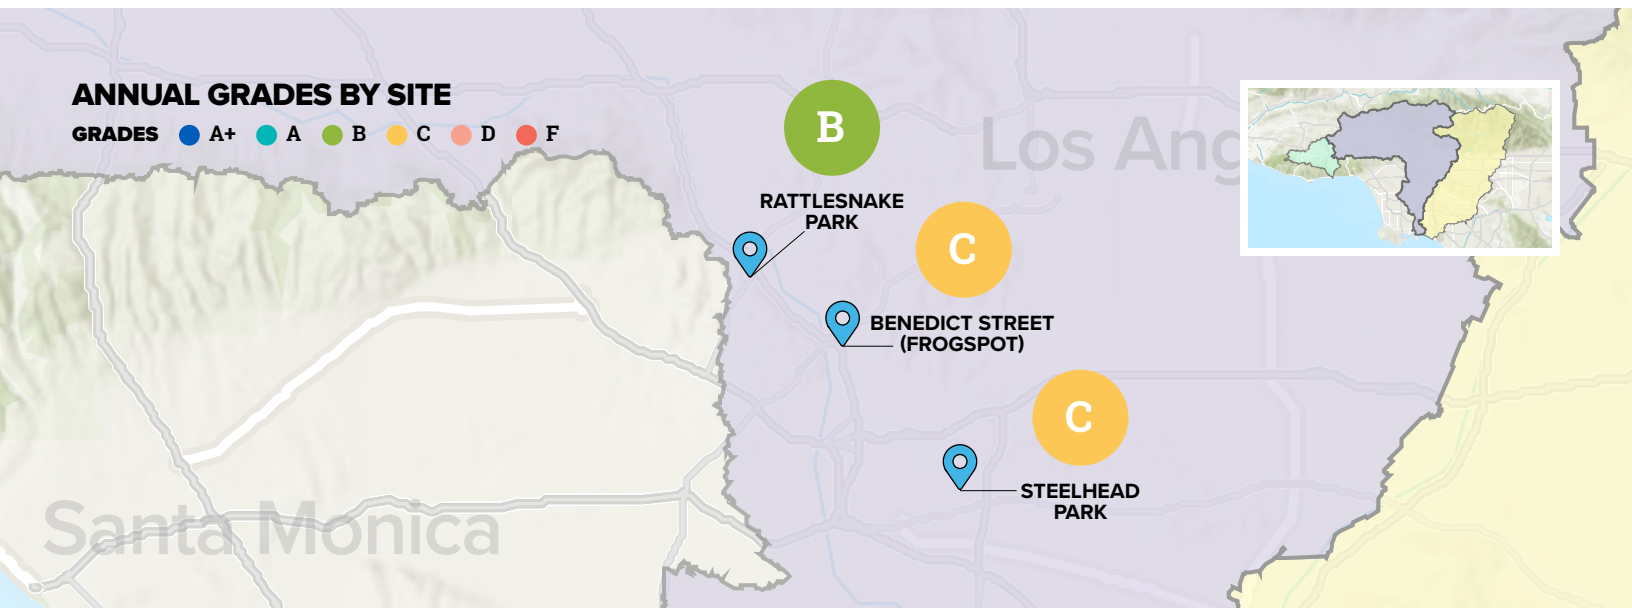 ANNUAL GRADES BY SITE
GRADES A+ A B C D F
B
RATTLESNAKE
PARK
Los Ang
C
BENEDICT STREET
(FROGSPOT)
C
STEELHEAD
PARK
Santa Monica